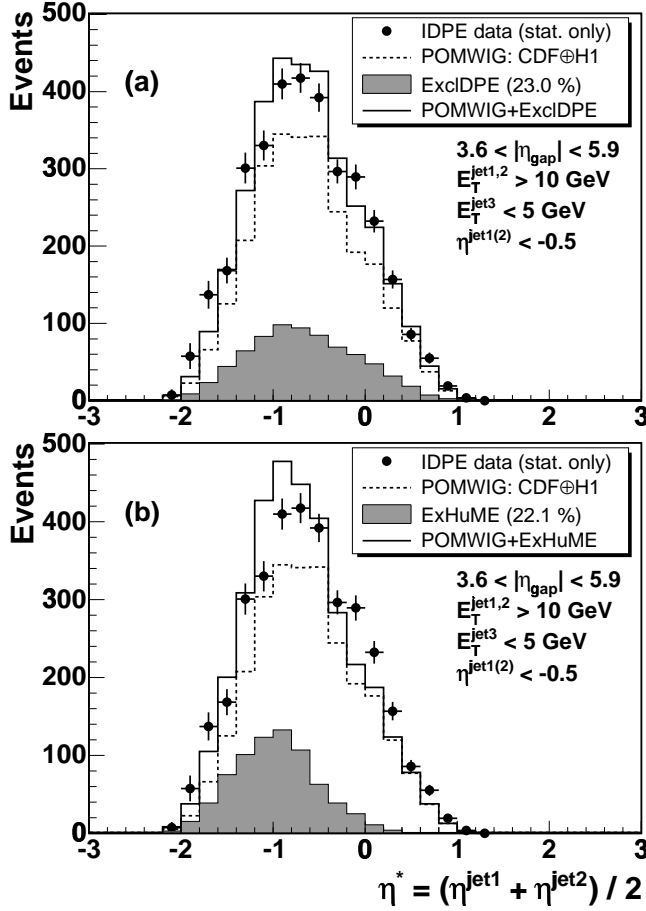 Events
500
400
300
200
100
0
(a)
IDPE data (stat. only)
POMWIG: CDF⊕H1
ExclDPE (23.0 %)
POMWIG+ExclDPE
3.6 < |η_gap| < 5.9
E_T^jet1,2 > 10 GeV
E_T^jet3 < 5 GeV
η^jet1(2) < -0.5
-3 -2 -1 0 1 2 3
Events
500
400
300
200
100
0
(b)
IDPE data (stat. only)
POMWIG: CDF⊕H1
ExHuME (22.1 %)
POMWIG+ExHuME
3.6 < |η_gap| < 5.9
E_T^jet1,2 > 10 GeV
E_T^jet3 < 5 GeV
η^jet1(2) < -0.5
-3 -2 -1 0 1 2 3
η^* = (η^jet1 + η^jet2) / 2